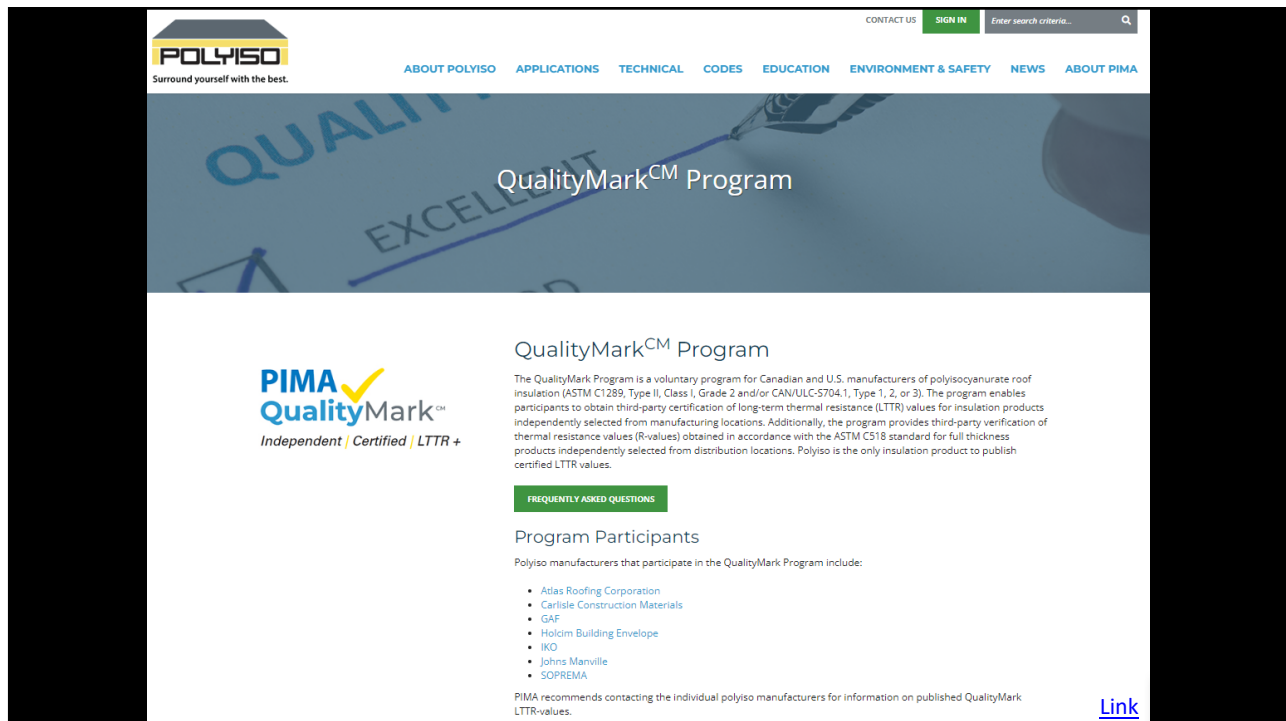 CONTACT US
SIGN IN
Enter search criteria...
POLYISO
Surround yourself with the best.
ABOUT POLYISO APPLICATIONS TECHNICAL CODES EDUCATION ENVIRONMENT & SAFETY NEWS ABOUT PIMA
QUALI
EXCELLENT
QualityMarkCM Program
PIMA
QualityMark CM
Independent | Certified | LTTR +
QualityMarkCM Program
The QualityMark Program is a voluntary program for Canadian and U.S. manufacturers of polyisocyanurate roof
insulation (ASTM C1289, Type II, Class I, Grade 2 and/or CAN/ULC-S704.1, Type 1, 2, or 3). The program enables
participants to obtain third-party certification of long-term thermal resistance (LTTR) values for insulation products
independently selected from manufacturing locations. Additionally, the program provides third-party verification of
thermal resistance values (R-values) obtained in accordance with the ASTM C518 standard for full thickness
products independently selected from distribution locations. Polyiso is the only insulation product to publish
certified LTTR values.
FREQUENTLY ASKED QUESTIONS
Program Participants
Polyiso manufacturers that participate in the QualityMark Program include:
• Atlas Roofing Corporation
• Carlisle Construction Materials
• GAF
• Holcim Building Envelope
• IKO
• Johns Manville
• SOPREMA
PIMA recommends contacting the individual polyiso manufacturers for information on published QualityMark
LTTR-values.
Link